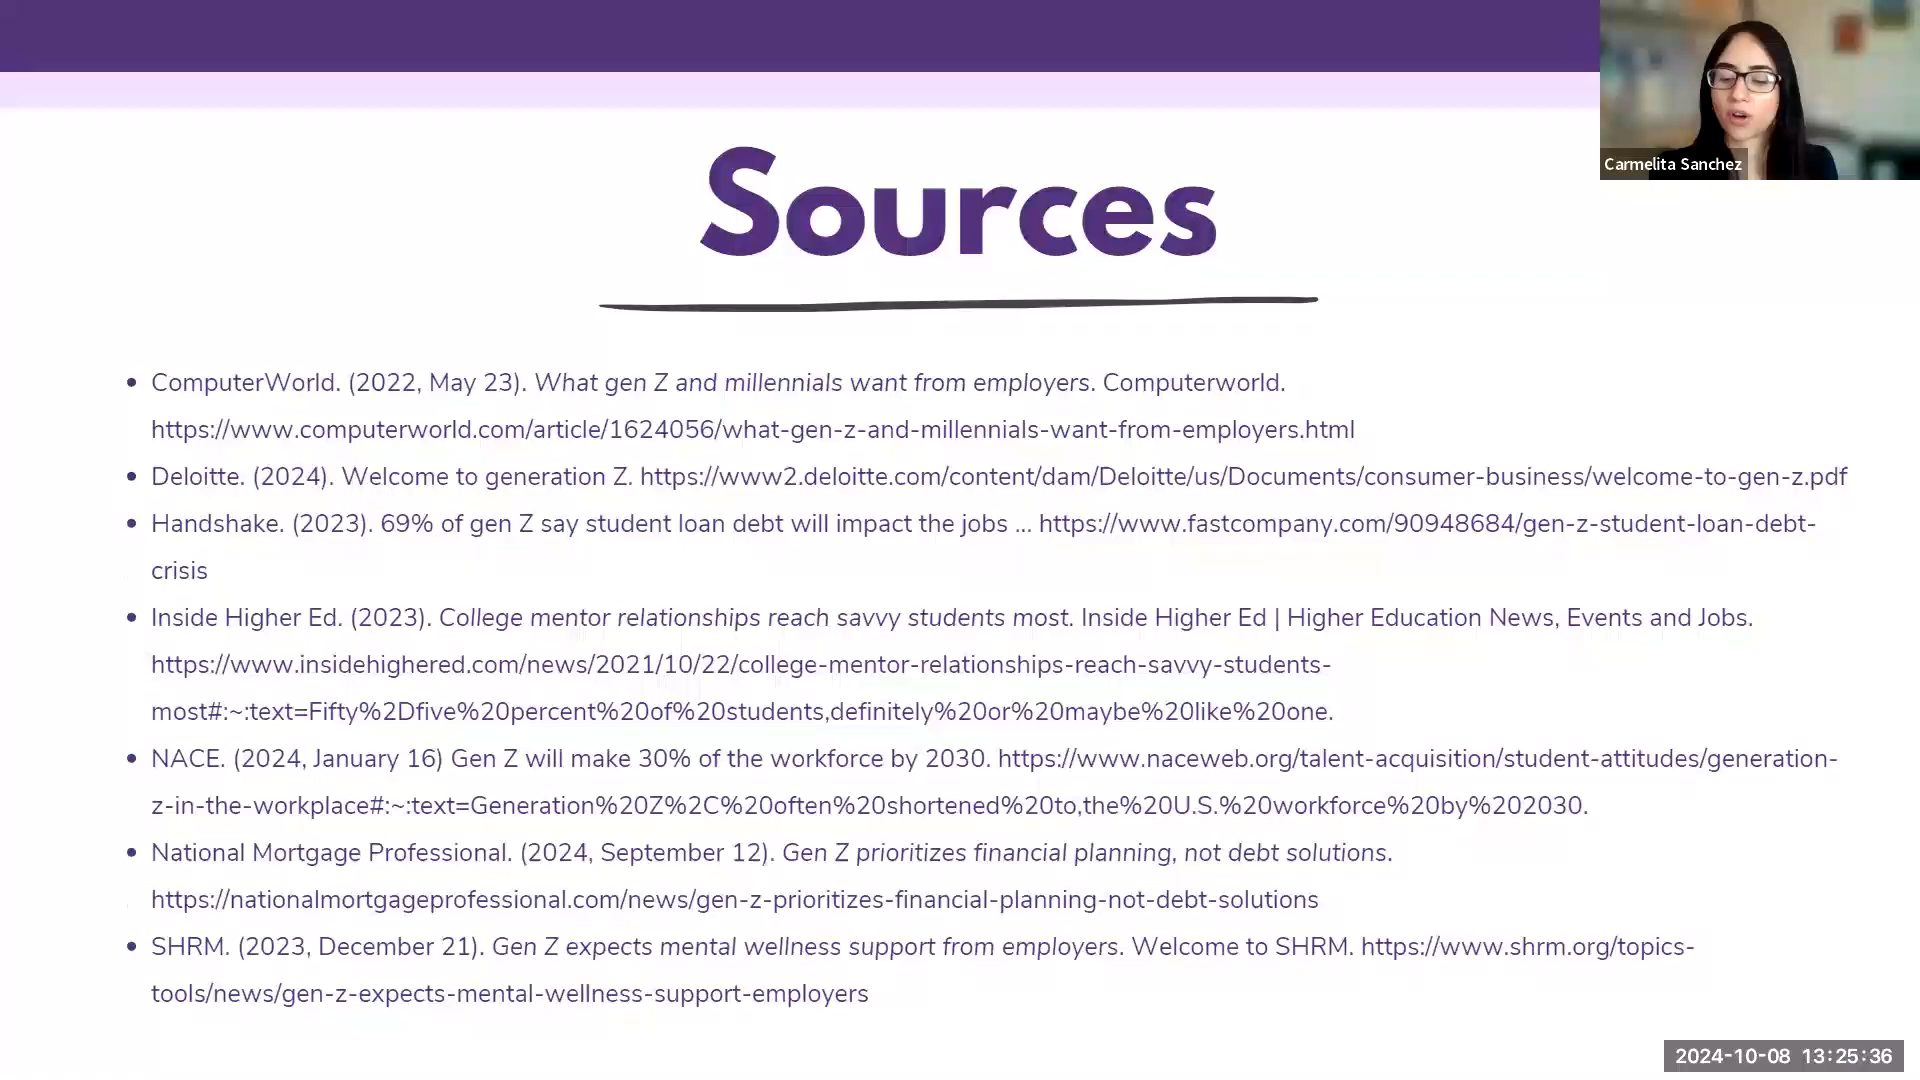 Carmelita Sanchez
Sources
• ComputerWorld. (2022, May 23). What gen Z and millennials want from employers. Computerworld.
https://www.computerworld.com/article/1624056/what-gen-z-and-millennials-want-from-employers.html
• Deloitte. (2024). Welcome to generation Z. https://www2.deloitte.com/content/dam/Deloitte/us/Documents/consumer-business/welcome-to-gen-z.pdf
• Handshake. (2023). 69% of gen Z say student loan debt will impact the jobs ... https://www.fastcompany.com/90948684/gen-z-student-loan-debt-
crisis
• Inside Higher Ed. (2023). College mentor relationships reach savvy students most. Inside Higher Ed | Higher Education News, Events and Jobs.
https://www.insidehighered.com/news/2021/10/22/college-mentor-relationships-reach-savvy-students-
most#:~:text=Fifty%2Dfive%20percent%20of%20students,definitely%20or%20maybe%20like%20one.
• NACE. (2024, January 16) Gen Z will make 30% of the workforce by 2030. https://www.naceweb.org/talent-acquisition/student-attitudes/generation-
z-in-the-workplace#:~:text=Generation%20Z%2C%20often%20shortened%20to,the%20U.S.%20workforce%20by%202030.
• National Mortgage Professional. (2024, September 12). Gen Z prioritizes financial planning, not debt solutions.
https://nationalmortgageprofessional.com/news/gen-z-prioritizes-financial-planning-not-debt-solutions
• SHRM. (2023, December 21). Gen Z expects mental wellness support from employers. Welcome to SHRM. https://www.shrm.org/topics-
tools/news/gen-z-expects-mental-wellness-support-employers
2024-10-08 13:25:36